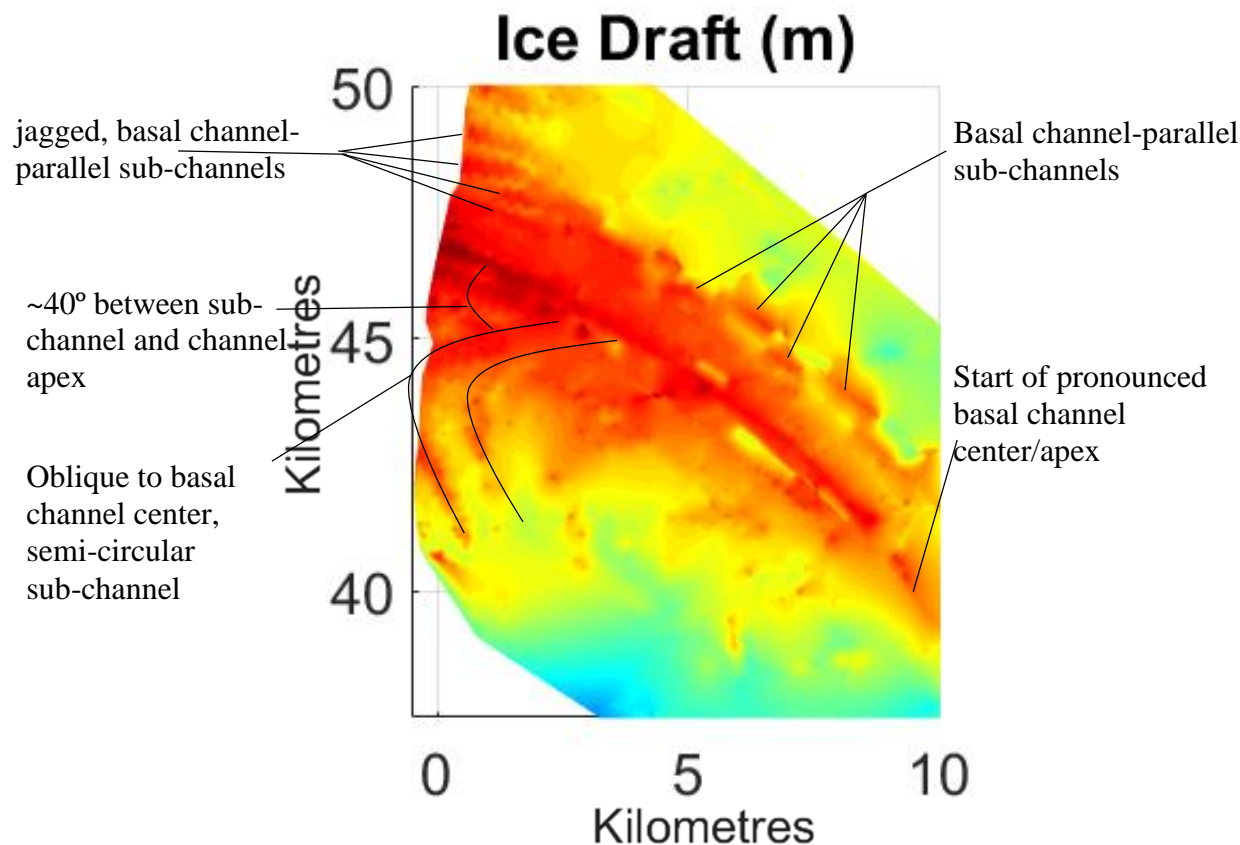 Ice Draft (m)
jagged, basal channel-
parallel sub-channels
~40º between sub-
channel and channel
apex
Oblique to basal
channel center,
semi-circular
sub-channel
Basal channel-parallel
sub-channels
Start of pronounced
basal channel
center/apex
50
45
40
Kilometres
0 5 10
Kilometres